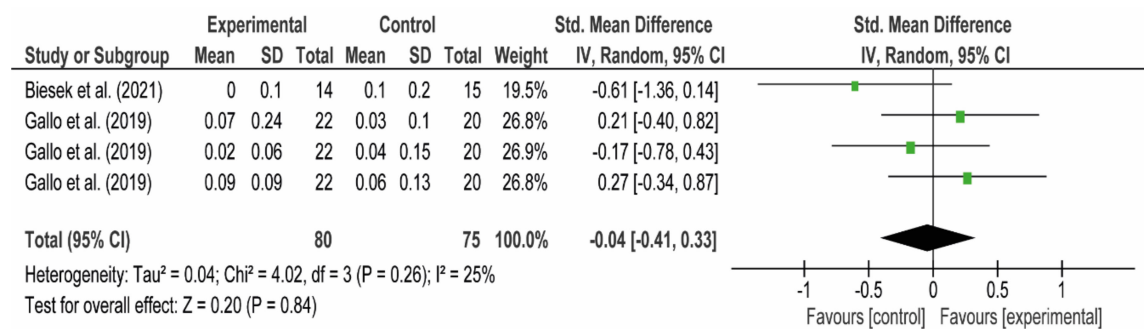 Experimental Control Std. Mean Difference Std. Mean Difference
Study or Subgroup Mean SD Total Mean SD Total Weight IV, Random, 95% CI IV, Random, 95% CI
Biesek et al. (2021) 0 0.1 14 0.1 0.2 15 19.5% -0.61 [-1.36, 0.14]
Gallo et al. (2019) 0.07 0.24 22 0.03 0.1 20 26.8% 0.21 [-0.40, 0.82]
Gallo et al. (2019) 0.02 0.06 22 0.04 0.15 20 26.9% -0.17 [-0.78, 0.43]
Gallo et al. (2019) 0.09 0.09 22 0.06 0.13 20 26.8% 0.27 [-0.34, 0.87]
Total (95% CI) 80 75 100.0% -0.04 [-0.41, 0.33]
Heterogeneity: Tau² = 0.04; Chi² = 4.02, df = 3 (P = 0.26); I² = 25%
Test for overall effect: Z = 0.20 (P = 0.84)
-1 -0.5 0 0.5 1
Favours [control] Favours [experimental]